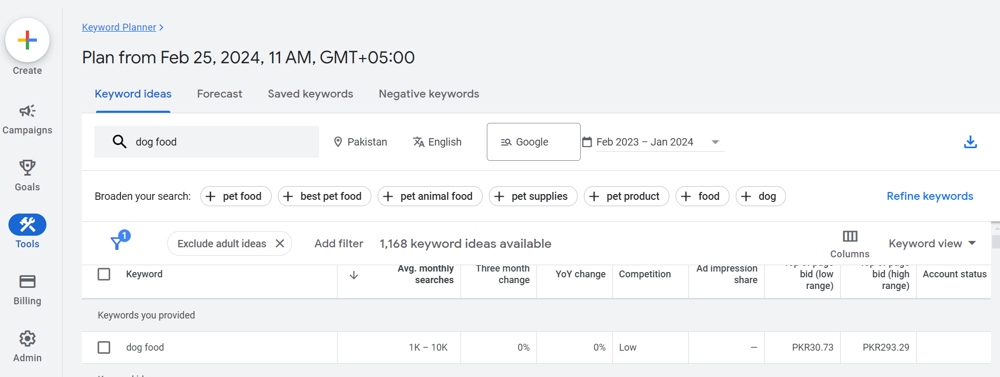 Keyword Planner
Plan from Feb 25, 2024, 11 AM, GMT+05:00
Create
Campaigns
Goals
Tools
Billing
Admin
Keyword ideas Forecast Saved keywords Negative keywords
dog food Pakistan English Google Feb 2023 – Jan 2024
Broaden your search: pet food best pet food pet animal food pet supplies pet product food dog Refine keywords
1 Exclude adult ideas Add filter 1,168 keyword ideas available Columns Keyword view
Keyword
Avg. monthly
searches
Three month
change
YoY change
Competition
Ad impression
share
bid (low
range)
bid (high
range)
Account status
Keywords you provided
dog food 1K – 10K 0% 0% Low — PKR30.73 PKR293.29